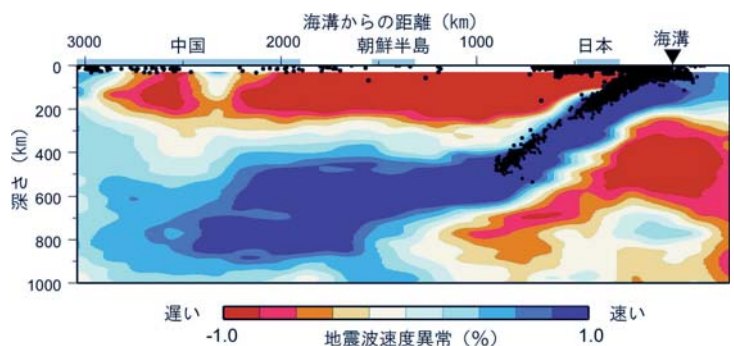 海溝からの距離（km）
3000 中国 2000 朝鮮半島 1000 日本 海溝
0
200
400
600
800
1000
深さ（km）
遅い 速い
-1.0 地震波速度異常（%） 1.0